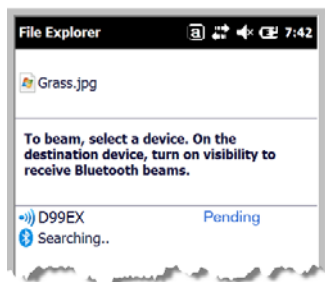 File Explorer a 7:42
Grass.jpg
To beam, select a device. On the
destination device, turn on visibility to
receive Bluetooth beams.
D99EX Pending
Searching..